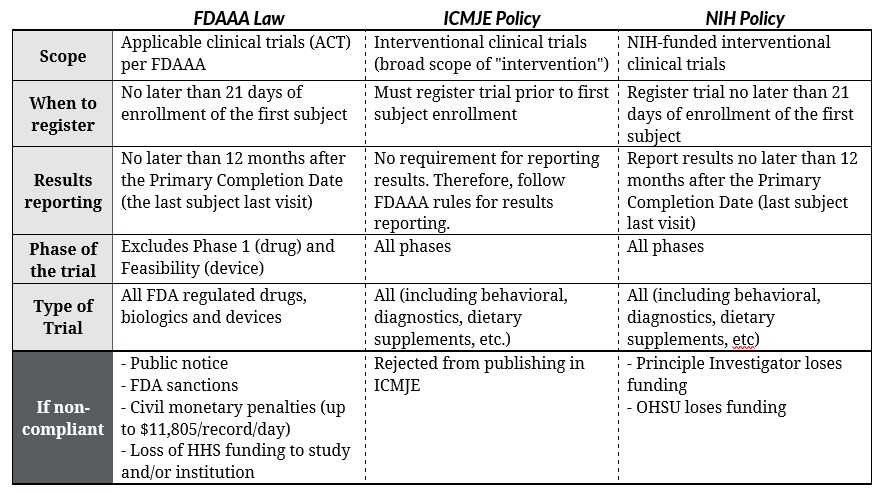 FDAAA Law ICMJE Policy NIH Policy
Scope
Applicable clinical trials (ACT)
per FDAAA
Interventional clinical trials
(broad scope of "intervention")
NIH-funded interventional
clinical trials
When to
register
No later than 21 days of
enrollment of the first subject
Must register trial prior to first
subject enrollment
Register trial no later than 21
days of enrollment of the first
subject
Results
reporting
No later than 12 months after
the Primary Completion Date
(the last subject last visit)
No requirement for reporting
results. Therefore, follow
FDAAA rules for results
reporting.
Report results no later than 12
months after the Primary
Completion Date (last subject
last visit)
Phase of
the trial
Excludes Phase 1 (drug) and
Feasibility (device)
All phases
All phases
Type of
Trial
All FDA regulated drugs,
biologics and devices
All (including behavioral,
diagnostics, dietary
supplements, etc.)
All (including behavioral,
diagnostics, dietary
supplements, etc)
If non-
compliant
- Public notice
- FDA sanctions
- Civil monetary penalties (up
to $11,805/record/day)
- Loss of HHS funding to study
and/or institution
Rejected from publishing in
ICMJE
- Principle Investigator loses
funding
- OHSU loses funding